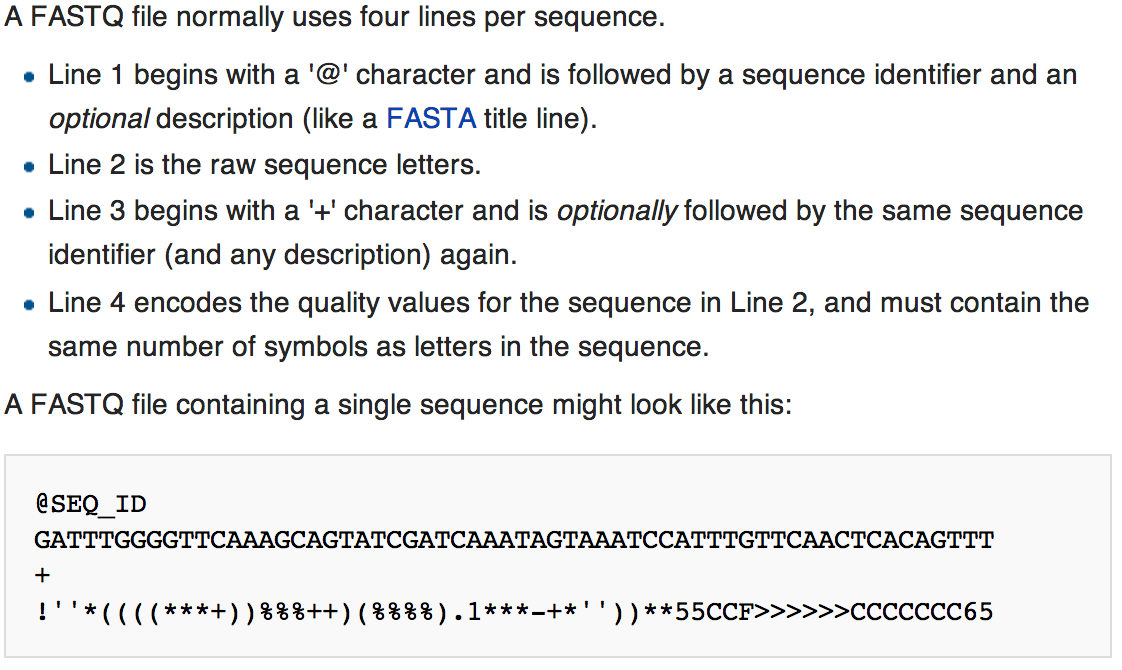 A FASTQ file normally uses four lines per sequence.
Line 1 begins with a '@' character and is followed by a sequence identifier and an
optional description (like a FASTA title line).
Line 2 is the raw sequence letters.
Line 3 begins with a '+' character and is optionally followed by the same sequence
identifier (and any description) again.
Line 4 encodes the quality values for the sequence in Line 2, and must contain the
same number of symbols as letters in the sequence.
A FASTQ file containing a single sequence might look like this:
@SEQ_ID
GATTTGGGGTTCAAAGCAGTATCGATCAAATAGTAAATCCATTTGTTCAACTCACAGTTT
+
!''*((((***+))%%%++)(%%%%).1***-+*''))**55CCF>>>>>>CCCCCCC65